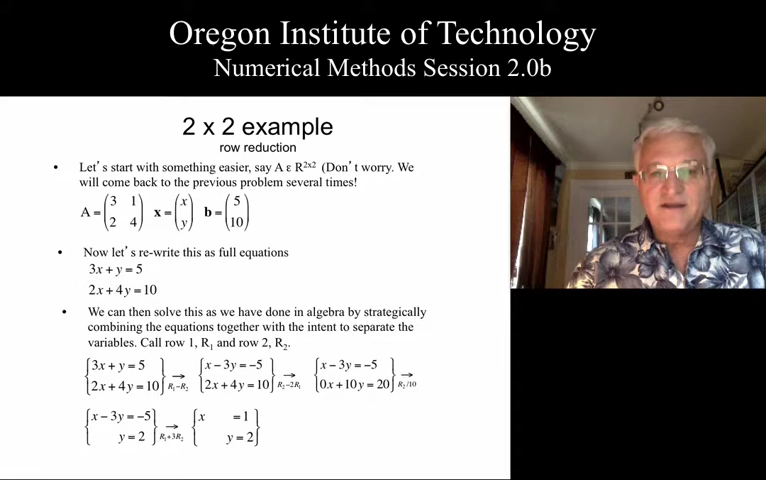 Oregon Institute of Technology
Numerical Methods Session 2.0b
2 x 2 example
row reduction
• Let's start with something easier, say A ε R²ˣ² (Don't worry. We
will come back to the previous problem several times!
A = (3 1; 2 4) x = (x; y) b = (5; 10)
• Now let's re-write this as full equations
3x + y = 5
2x + 4y = 10
• We can then solve this as we have done in algebra by strategically
combining the equations together with the intent to separate the
variables. Call row 1, R₁ and row 2, R₂.
{3x + y = 5; 2x + 4y = 10} → R₁−R₂ {x − 3y = −5; 2x + 4y = 10} → R₂−2R₁ {x − 3y = −5; 0x + 10y = 20} → R₂/10
{x − 3y = −5; y = 2} → R₁+3R₂ {x = 1; y = 2}